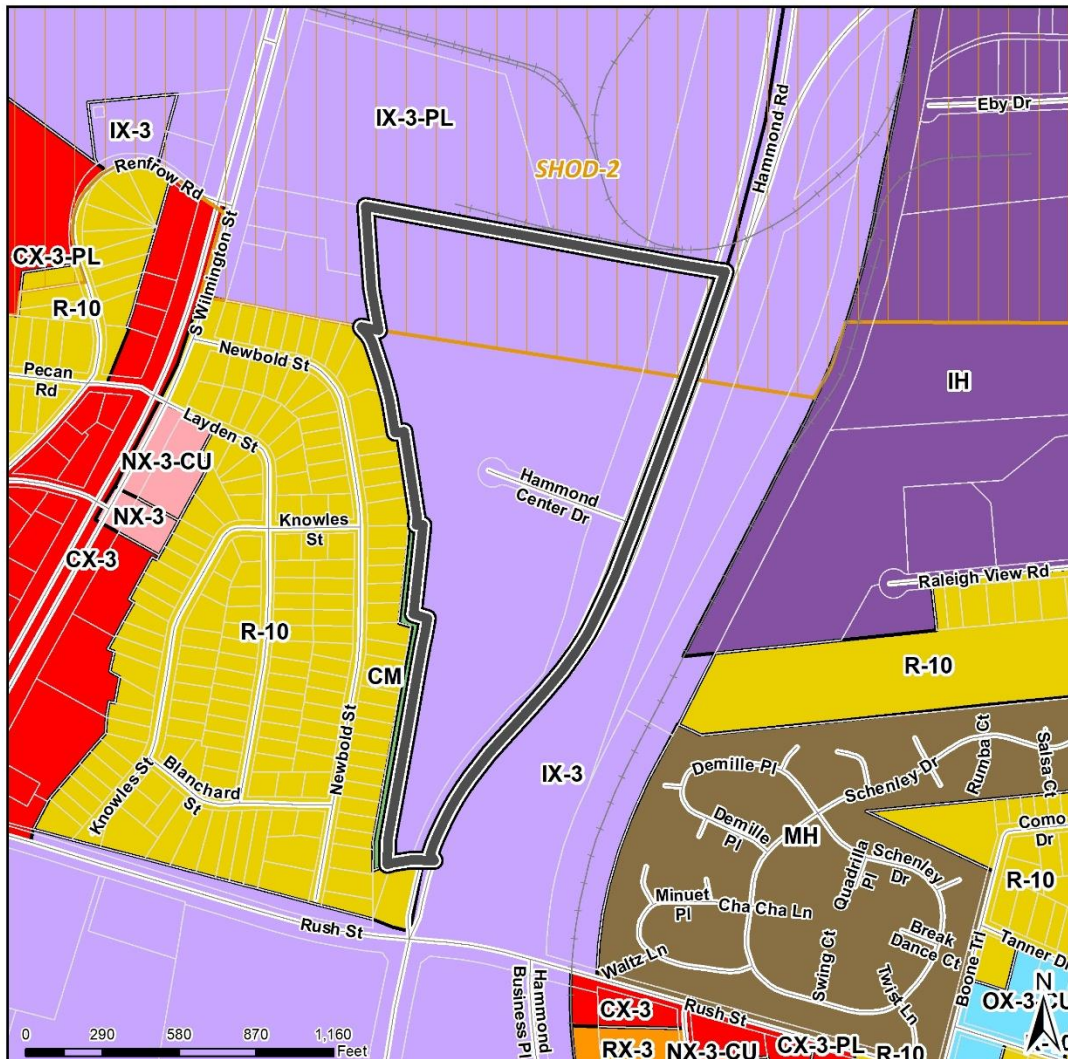 Eby Dr
IX-3-PL
IX-3
Hammond Rd
Renfrow Rd
SHOD-2
CX-3-PL
S Wilmington St
R-10
Pecan
Rd
Newbold St
IH
Layden St
NX-3-CU
Hammond
Center Dr
NX-3
Knowles
St
CX-3
Raleigh View Rd
R-10
R-10
CM
Newbold St
IX-3
Demille Pl
Schenley Dr
Rumba Ct
Salsa Ct
Blanchard
St
Knowles St
Demille
Pl
MH
Como
Dr
Quadrilla
Pl
Schenley
Dr
R-10
Minuet
Pl
Cha Cha Ln
Rush St
Break
Dance Ct
Tanner Dr
Waltz Ln
Swing Ct
Twist Ln
Boone Trl
Hammond
Business Pl
CX-3
Rush St
OX-3-CU
N
RX-3
NX-3-CU
CX-3-PL
R-10
0 290 580 870 1,160
Feet